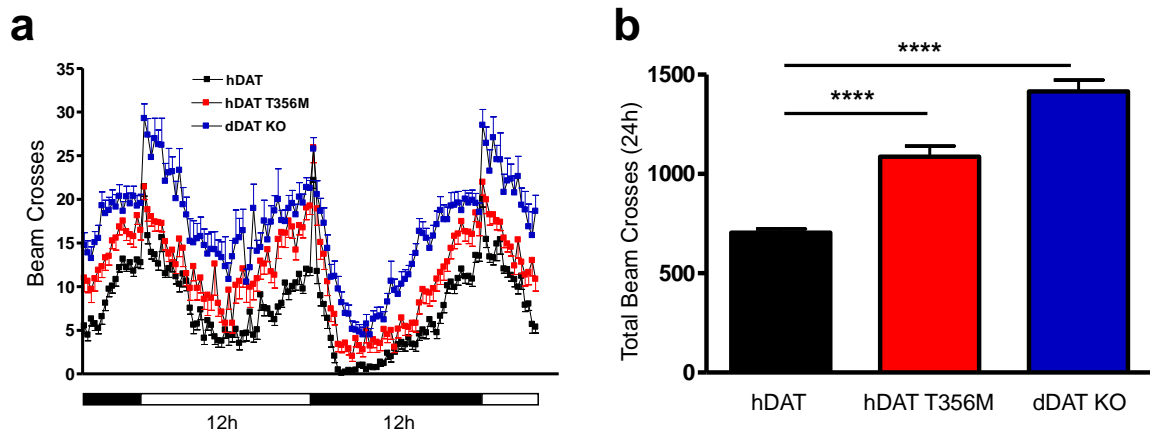 a
Beam Crosses
35
30
25
20
15
10
5
0
hDAT
hDAT T356M
dDAT KO
12h
12h
b
Total Beam Crosses (24h)
1500
1000
500
0
****
****
hDAT
hDAT T356M
dDAT KO